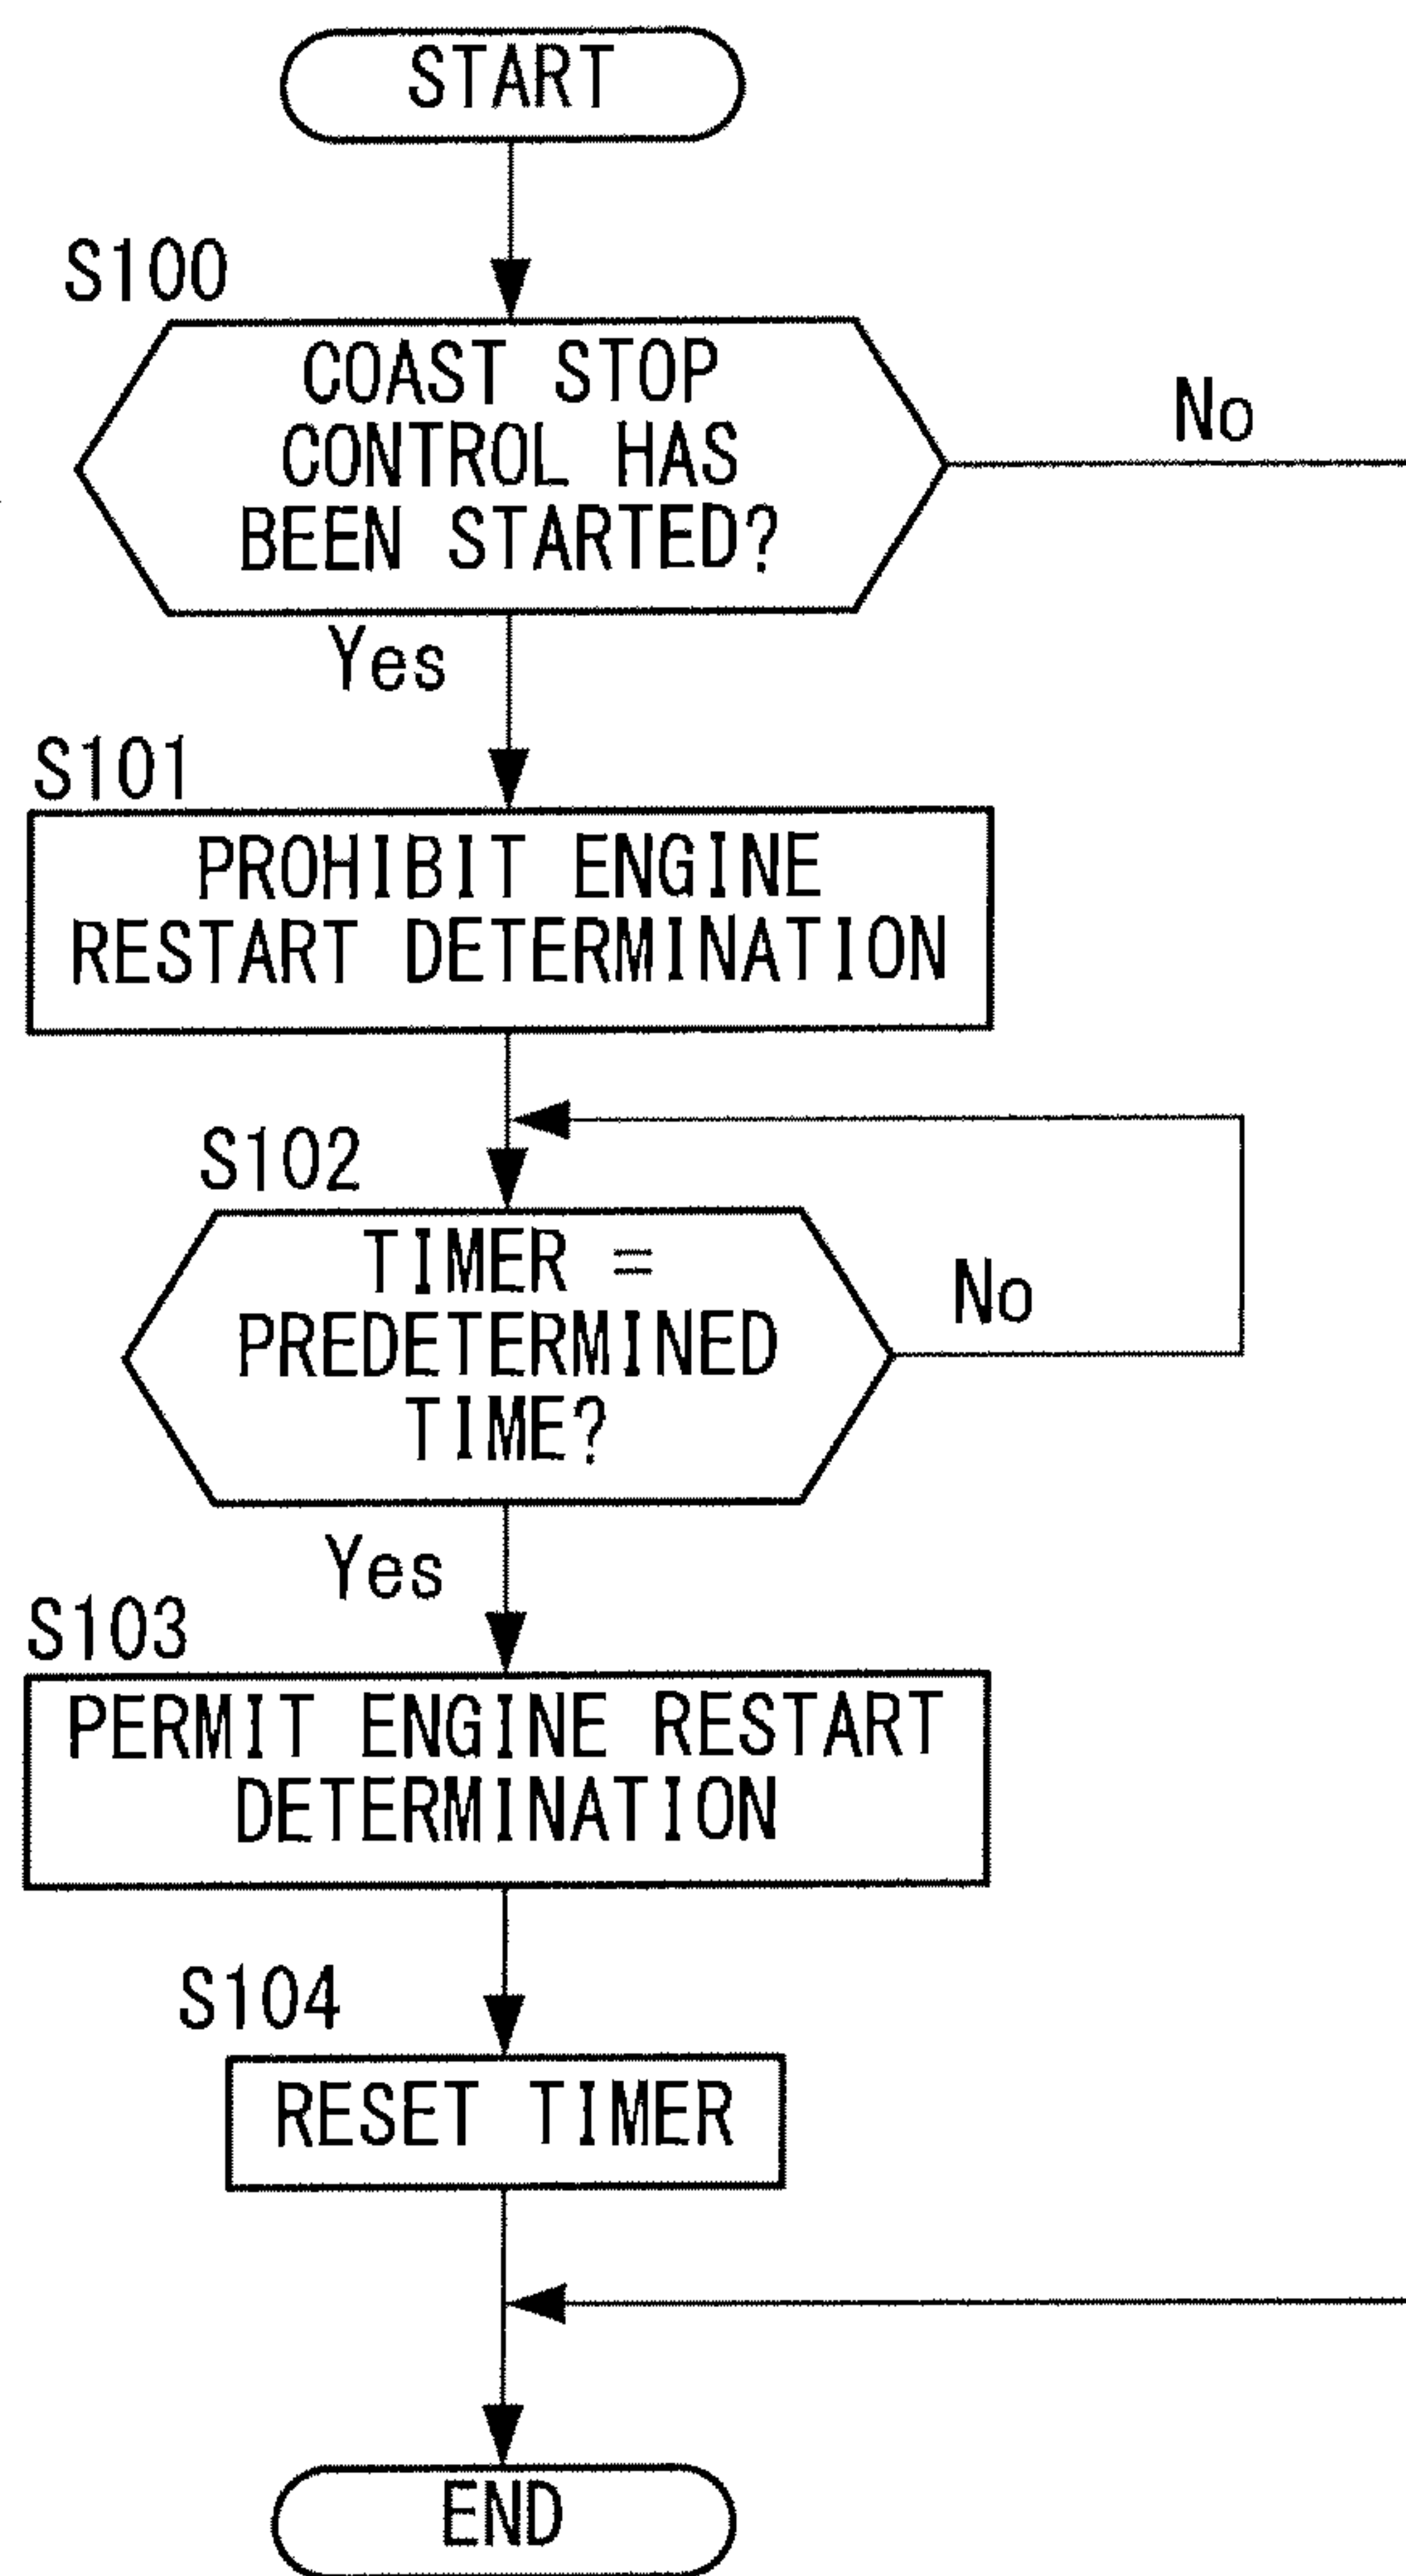 START
S100
COAST STOP
CONTROL HAS
BEEN STARTED?
No
Yes
S101
PROHIBIT ENGINE
RESTART DETERMINATION
S102
TIMER =
PREDETERMINED
TIME?
No
Yes
S103
PERMIT ENGINE RESTART
DETERMINATION
S104
RESET TIMER
END